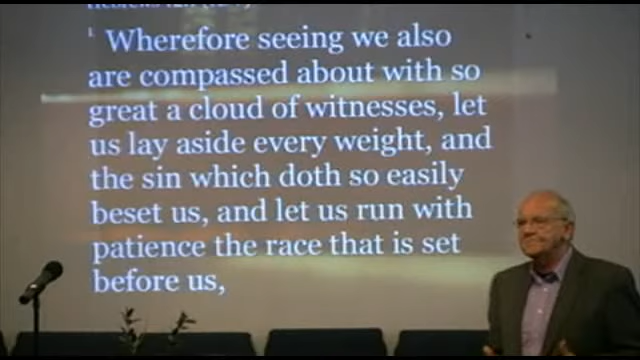 ¹ Wherefore seeing we also
are compassed about with so
great a cloud of witnesses, let
us lay aside every weight, and
the sin which doth so easily
beset us, and let us run with
patience the race that is set
before us,